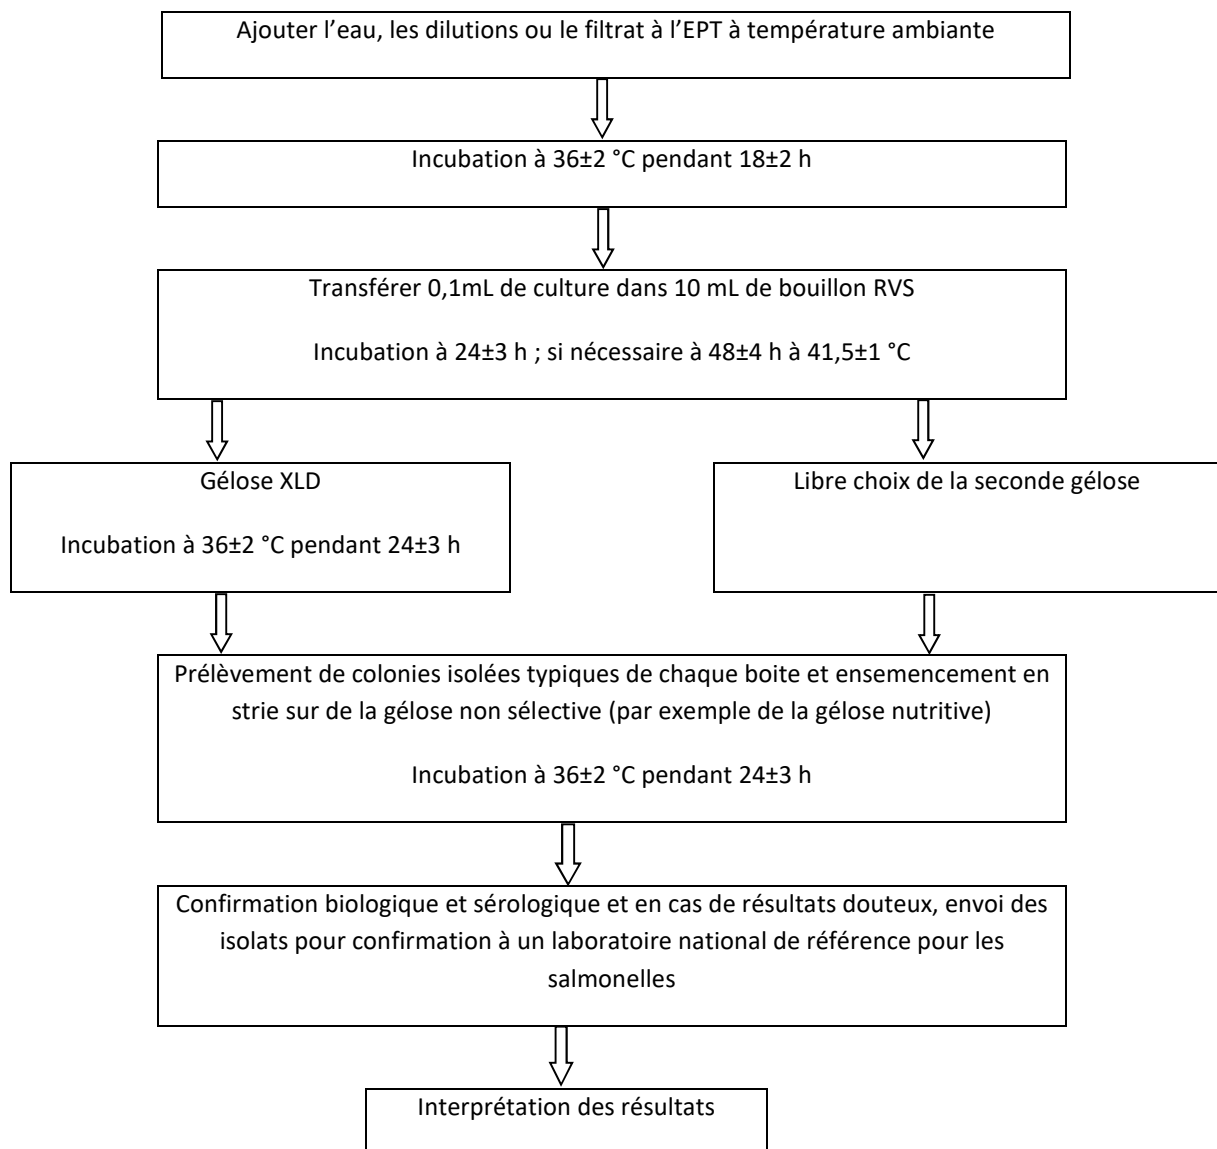 Ajouter l’eau, les dilutions ou le filtrat à l’EPT à température ambiante
Incubation à 36±2 °C pendant 18±2 h
Transférer 0,1mL de culture dans 10 mL de bouillon RVS
Incubation à 24±3 h ; si nécessaire à 48±4 h à 41,5±1 °C
Gélose XLD
Incubation à 36±2 °C pendant 24±3 h
Libre choix de la seconde gélose
Prélèvement de colonies isolées typiques de chaque boite et ensemencement en
strie sur de la gélose non sélective (par exemple de la gélose nutritive)
Incubation à 36±2 °C pendant 24±3 h
Confirmation biologique et sérologique et en cas de résultats douteux, envoi des
isolats pour confirmation à un laboratoire national de référence pour les
salmonelles
Interprétation des résultats